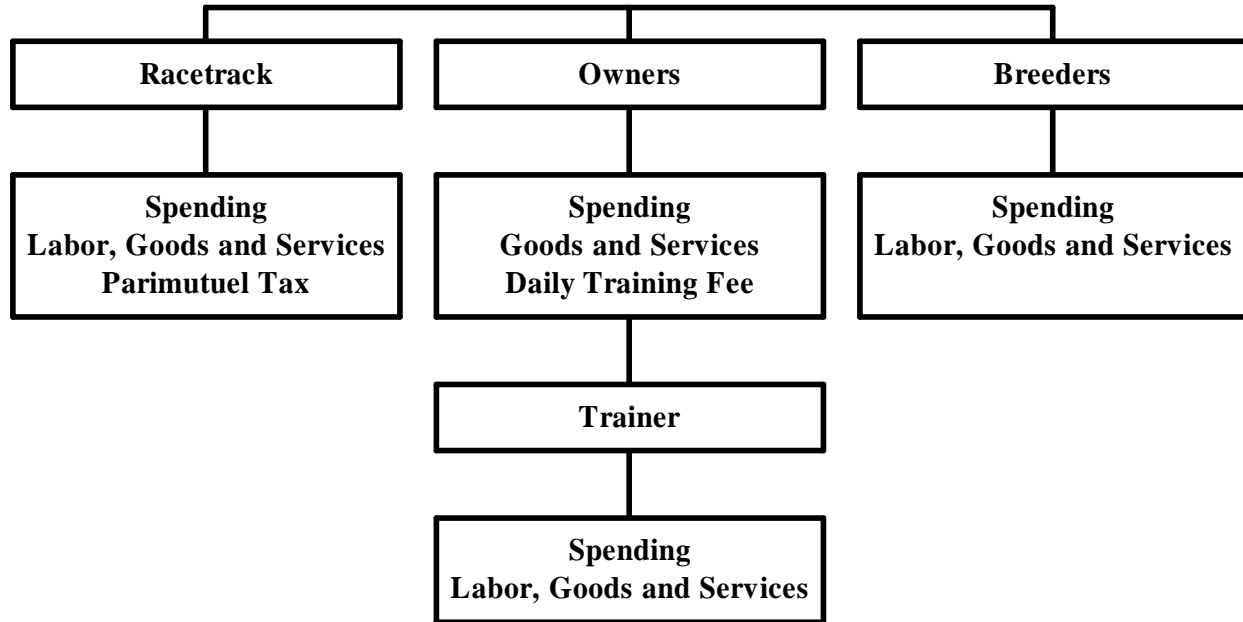 Racetrack
Owners
Breeders
Spending
Labor, Goods and Services
Parimutuel Tax
Spending
Goods and Services
Daily Training Fee
Spending
Labor, Goods and Services
Trainer
Spending
Labor, Goods and Services